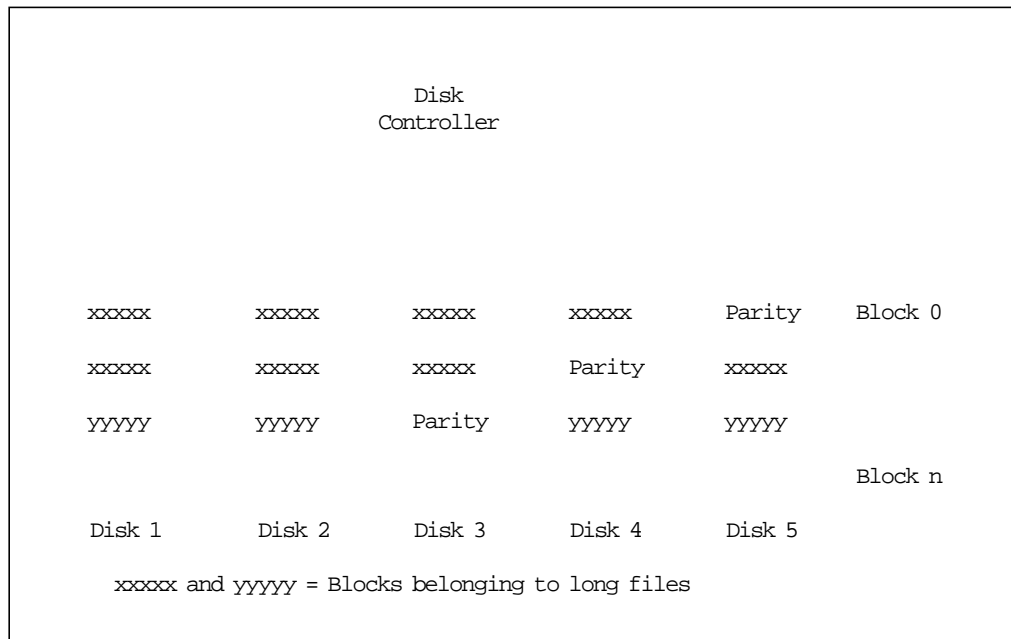 Disk
Controller
xxxxx xxxxx xxxxx xxxxx Parity Block 0
xxxxx xxxxx xxxxx Parity xxxxx
yyyyy yyyyy Parity yyyyy yyyyy
Block n
Disk 1 Disk 2 Disk 3 Disk 4 Disk 5
xxxxx and yyyyy = Blocks belonging to long files